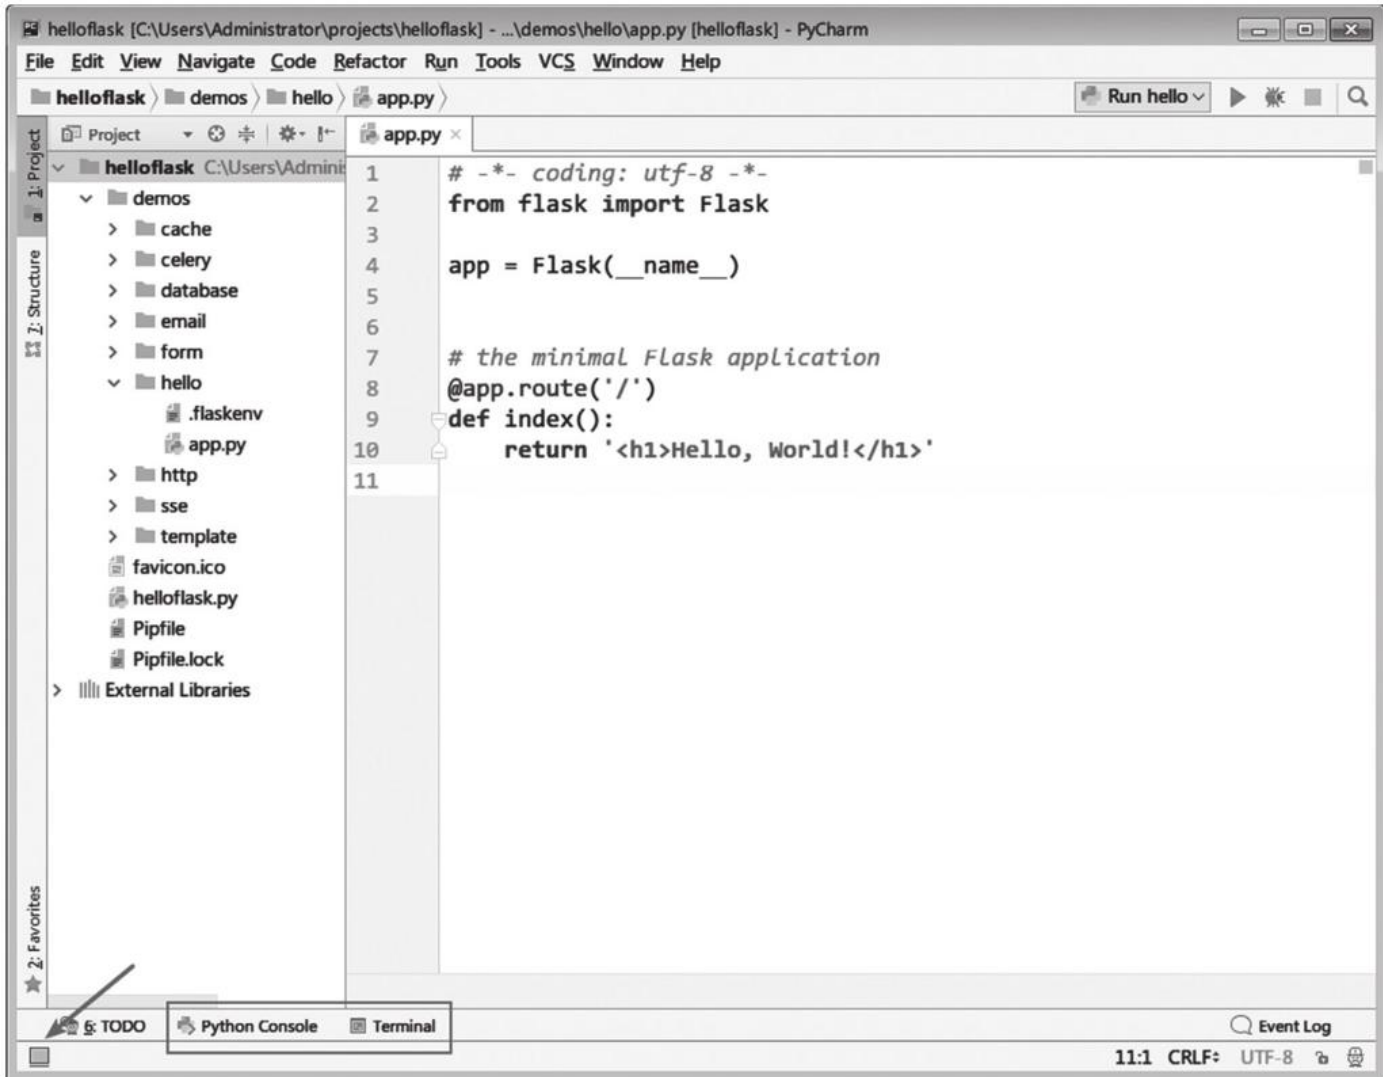 helloflask [C:\Users\Administrator\projects\helloflask] - ...\demos\hello\app.py [helloflask] - PyCharm
File Edit View Navigate Code Refactor Run Tools VCS Window Help
helloflask demos hello app.py Run hello
1: Project
7: Structure
2: Favorites
Project
helloflask C:\Users\Adminis
demos
cache
celery
database
email
form
hello
.flaskenv
app.py
http
sse
template
favicon.ico
helloflask.py
Pipfile
Pipfile.lock
External Libraries
app.py
1 # -*- coding: utf-8 -*-
2 from flask import Flask
3
4 app = Flask(__name__)
5
6
7 # the minimal Flask application
8 @app.route('/')
9 def index():
10     return '<h1>Hello, World!</h1>'
11
6: TODO Python Console Terminal Event Log
11:1 CRLF UTF-8